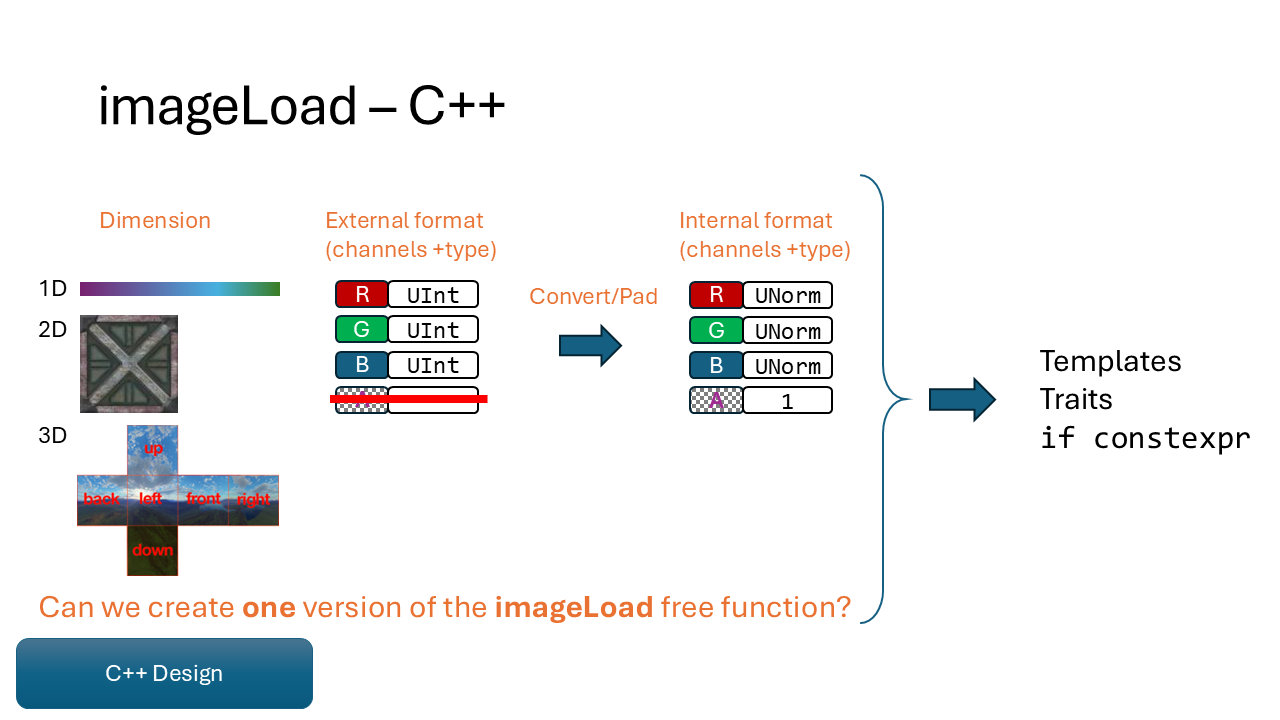 imageLoad – C++
Dimension
External format
(channels +type)
Internal format
(channels +type)
1D
2D
3D
up
back left front right
down
R UInt
G UInt
B UInt
Convert/Pad
R UNorm
G UNorm
B UNorm
A 1
Templates
Traits
if constexpr
Can we create one version of the imageLoad free function?
C++ Design